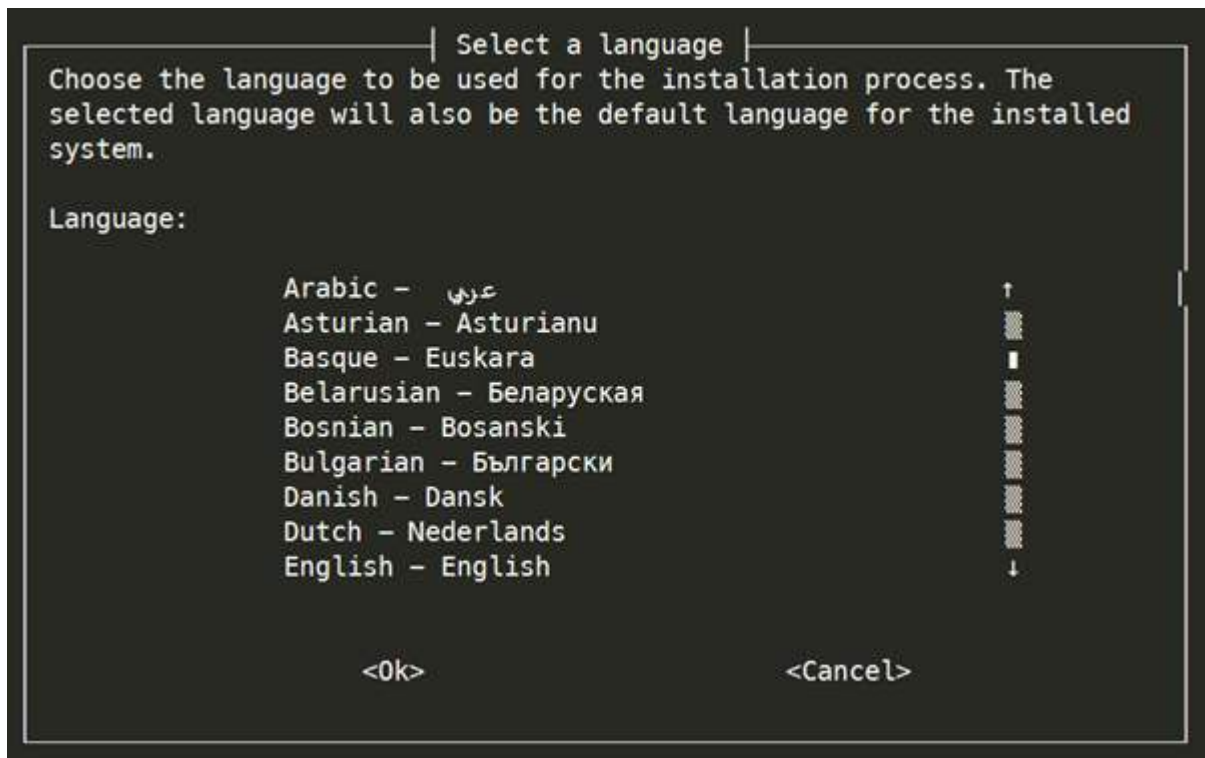 Select a language
Choose the language to be used for the installation process. The
selected language will also be the default language for the installed
system.
Language:
Arabic – عربي
Asturian – Asturianu
Basque – Euskara
Belarusian – Беларуская
Bosnian – Bosanski
Bulgarian – Български
Danish – Dansk
Dutch – Nederlands
English – English
<Ok> <Cancel>